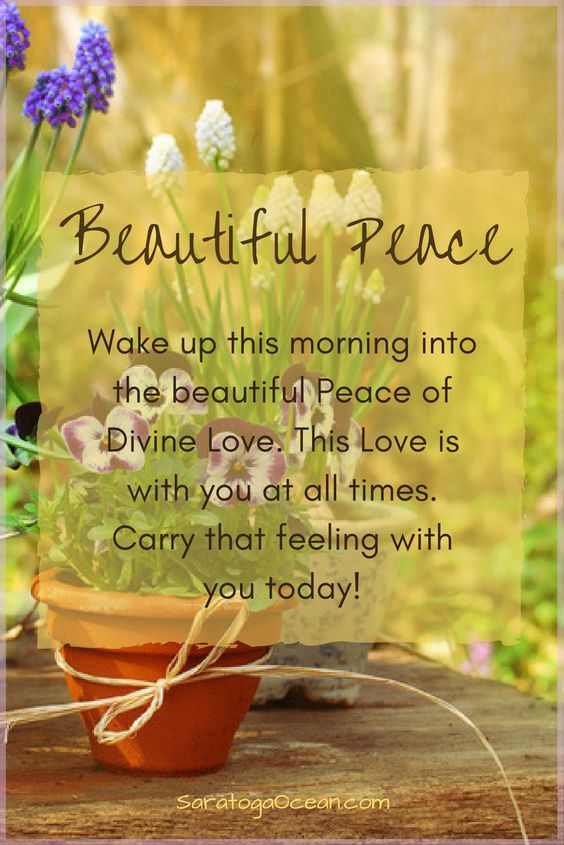 Beautiful Peace
Wake up this morning into
the beautiful Peace of
Divine Love. This Love is
with you at all times.
Carry that feeling with
you today!
SaratogaOcean.com